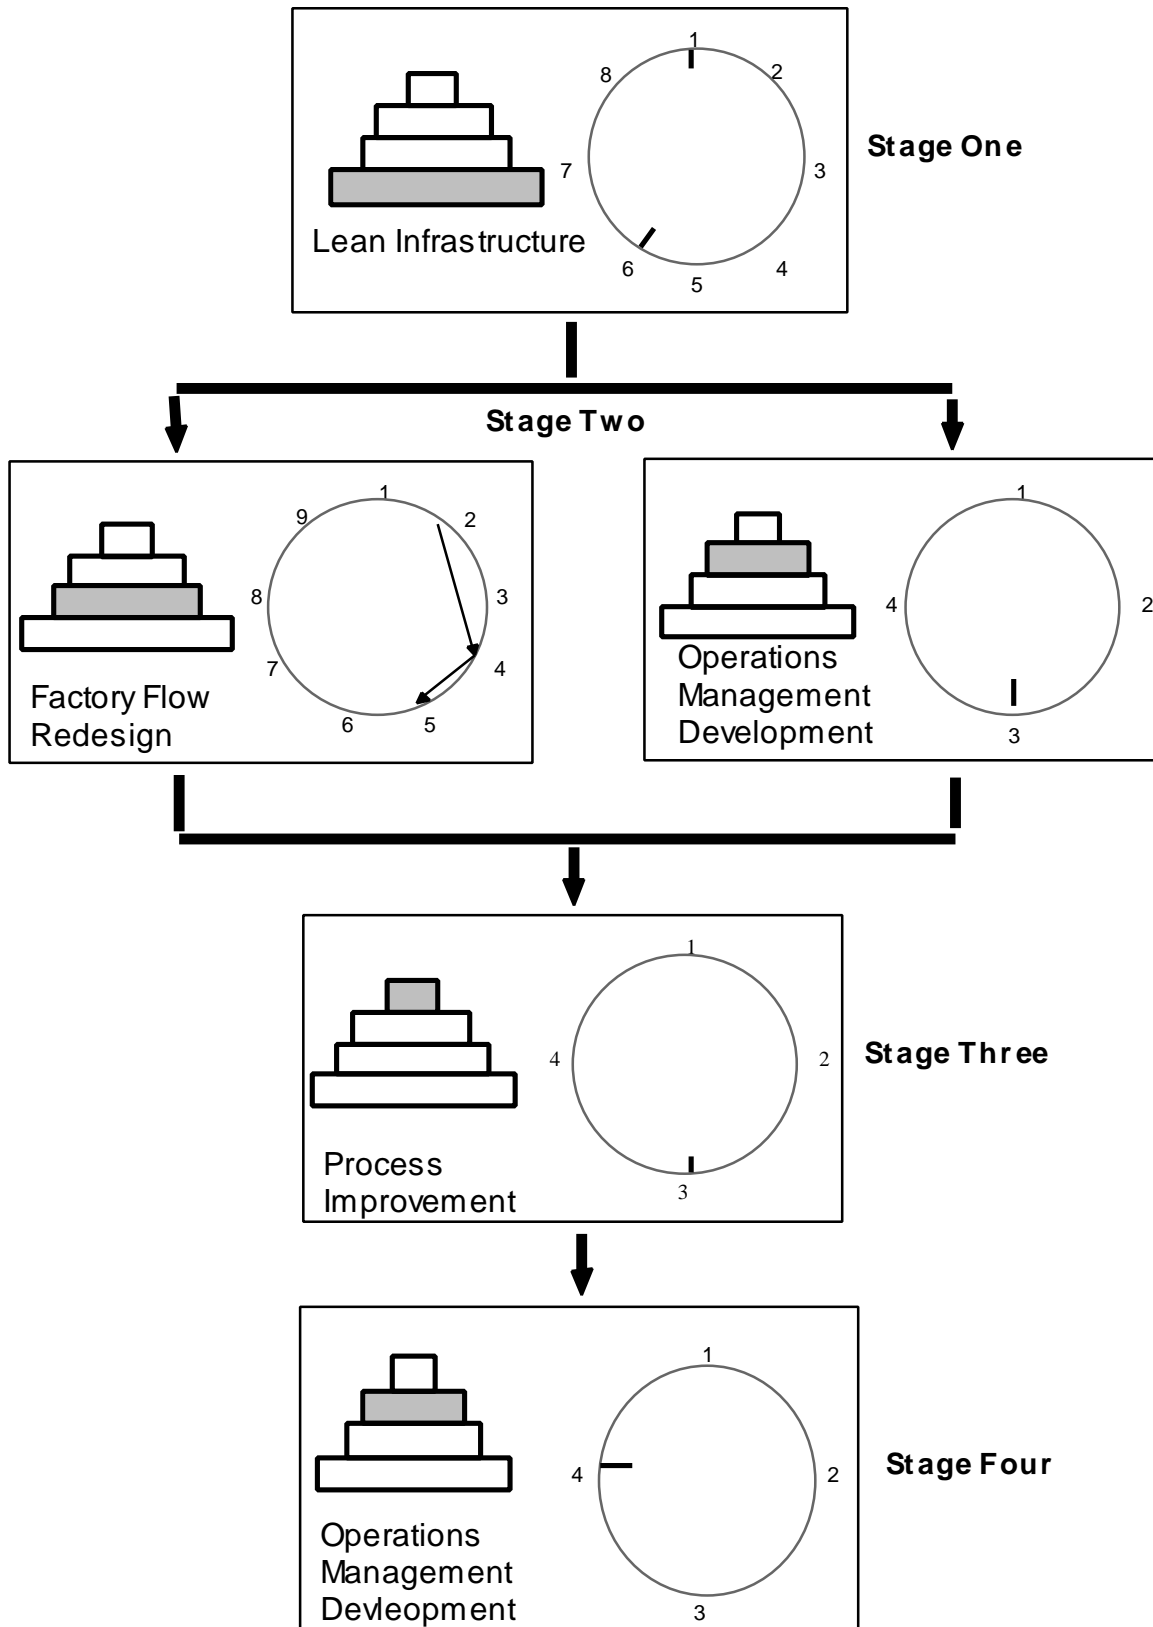 1
8
2
Stage One
7
3
Lean Infrastructure
6
4
5
Stage Two
1
9
2
8
3
7
4
6
5
Factory Flow
Redesign
1
4
2
Operations
Management
Development
3
1
4
2
Stage Three
Process
Improvement
3
1
4
2
Stage Four
Operations
Management
Devleopment
3